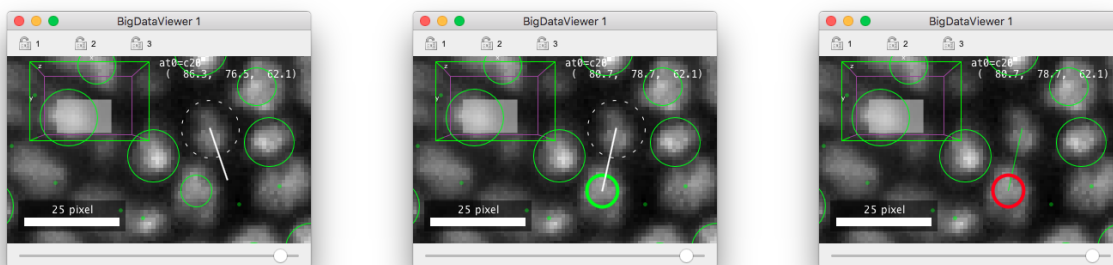 BigDataViewer 1
1 2 3
at0=c20
( 86.3, 76.5, 62.1)
z
y
25 pixel
BigDataViewer 1
1 2 3
at0=c20
( 80.7, 78.7, 62.1)
z
y
25 pixel
BigDataViewer 1
1 2 3
at0=c20
( 80.7, 78.7, 62.1)
z
y
25 pixel